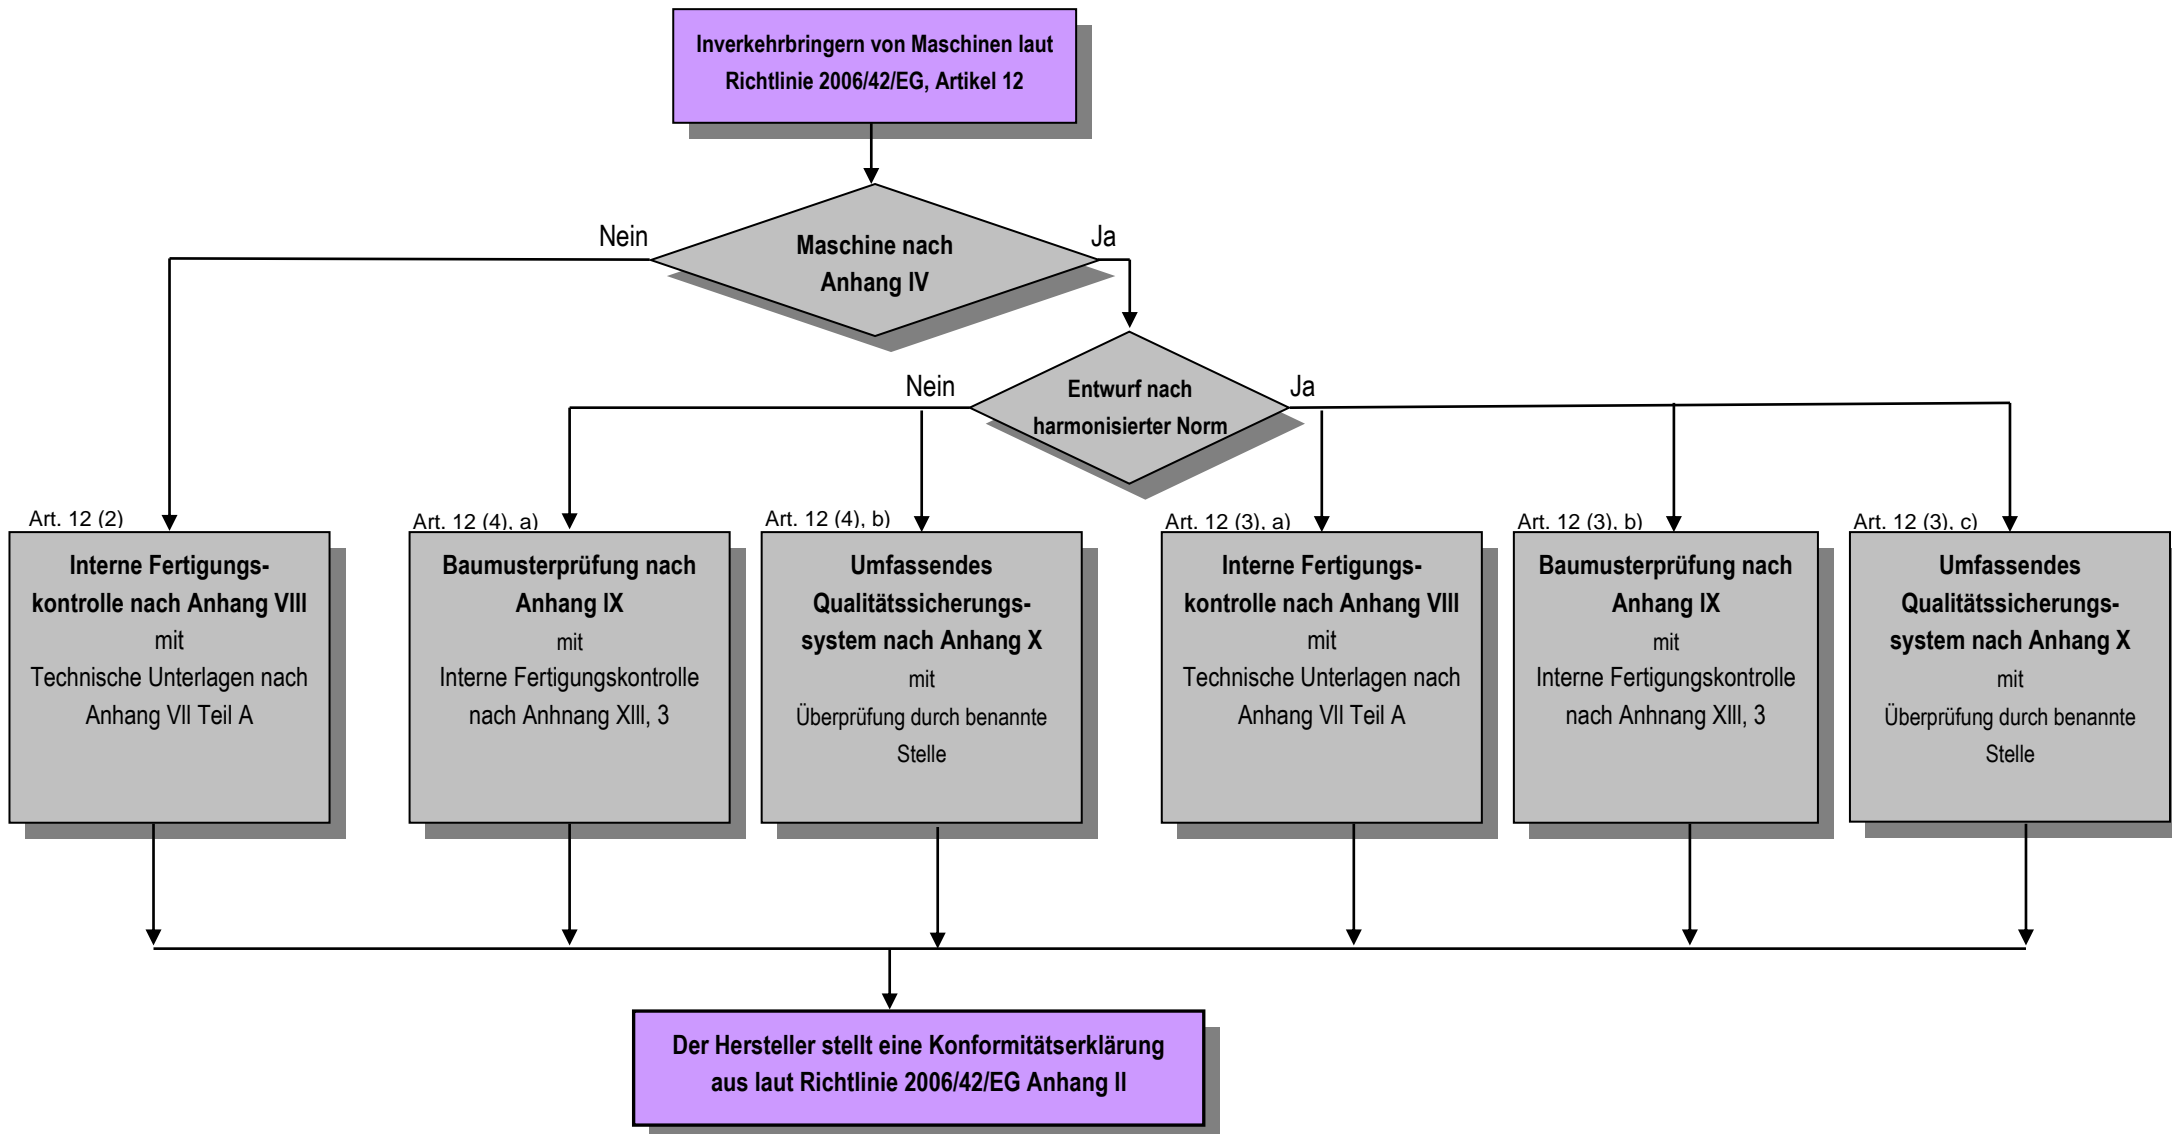 Inverkehrbringern von Maschinen laut
Richtlinie 2006/42/EG, Artikel 12
Nein
Ja
Maschine nach
Anhang IV
Nein
Ja
Entwurf nach
harmonisierter Norm
Art. 12 (2)
Interne Fertigungs-
kontrolle nach Anhang VIII
mit
Technische Unterlagen nach
Anhang VII Teil A
Art. 12 (4), a)
Baumusterprüfung nach
Anhang IX
mit
Interne Fertigungskontrolle
nach Anhnang XIII, 3
Art. 12 (4), b)
Umfassendes
Qualitätssicherungs-
system nach Anhang X
mit
Überprüfung durch benannte
Stelle
Art. 12 (3), a)
Interne Fertigungs-
kontrolle nach Anhang VIII
mit
Technische Unterlagen nach
Anhang VII Teil A
Art. 12 (3), b)
Baumusterprüfung nach
Anhang IX
mit
Interne Fertigungskontrolle
nach Anhnang XIII, 3
Art. 12 (3), c)
Umfassendes
Qualitätssicherungs-
system nach Anhang X
mit
Überprüfung durch benannte
Stelle
Der Hersteller stellt eine Konformitätserklärung
aus laut Richtlinie 2006/42/EG Anhang II